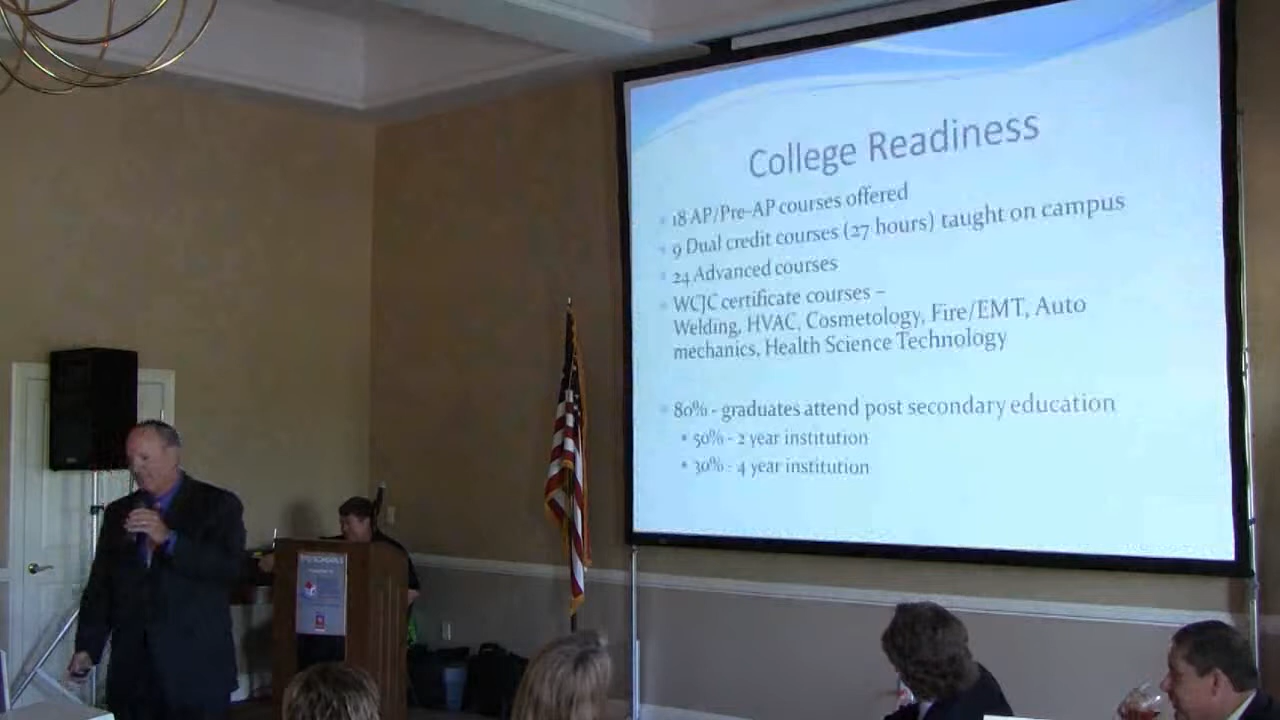 College Readiness
18 AP/Pre-AP courses offered
9 Dual credit courses (27 hours) taught on campus
24 Advanced courses
WCJC certificate courses –
Welding, HVAC, Cosmetology, Fire/EMT, Auto
mechanics, Health Science Technology
80% - graduates attend post secondary education
• 50% - 2 year institution
• 30% - 4 year institution